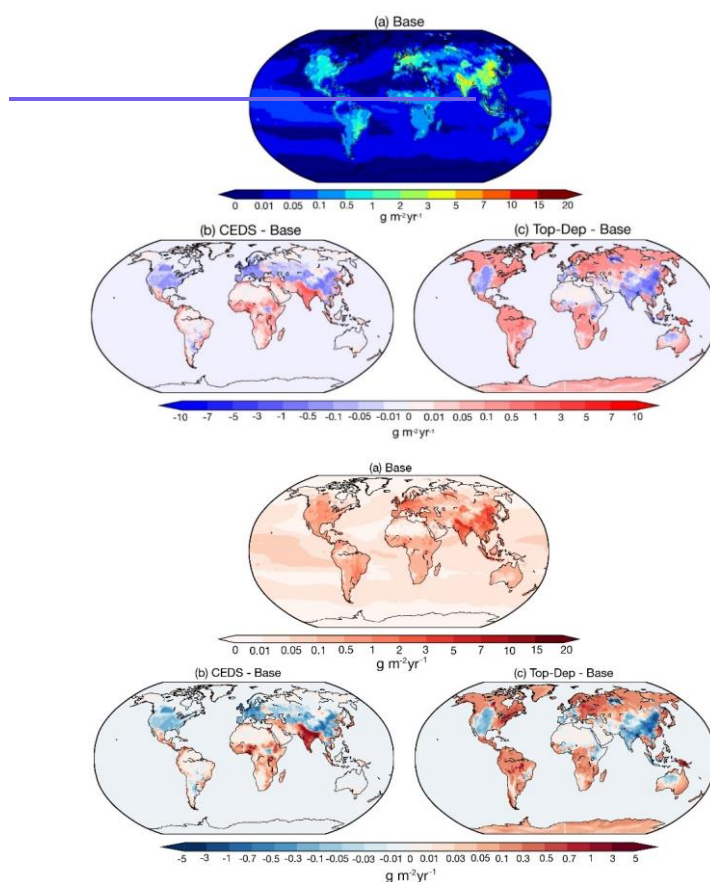 (a) Base
0 0.01 0.05 0.1 0.5 1 2 3 5 7 10 15 20
g m-2yr-1
(b) CEDS - Base
(c) Top-Dep - Base
-10 -7 -5 -3 -1 -0.5 -0.1 -0.05 -0.01 0 0.01 0.05 0.1 0.5 1 3 5 7 10
g m-2yr-1
(a) Base
0 0.01 0.05 0.1 0.5 1 2 3 5 7 10 15 20
g m-2yr-1
(b) CEDS - Base
(c) Top-Dep - Base
-5 -3 -1 -0.7 -0.5 -0.3 -0.1 -0.05 -0.03 -0.01 0 0.01 0.03 0.05 0.1 0.3 0.5 0.7 1 3 5
g m-2yr-1